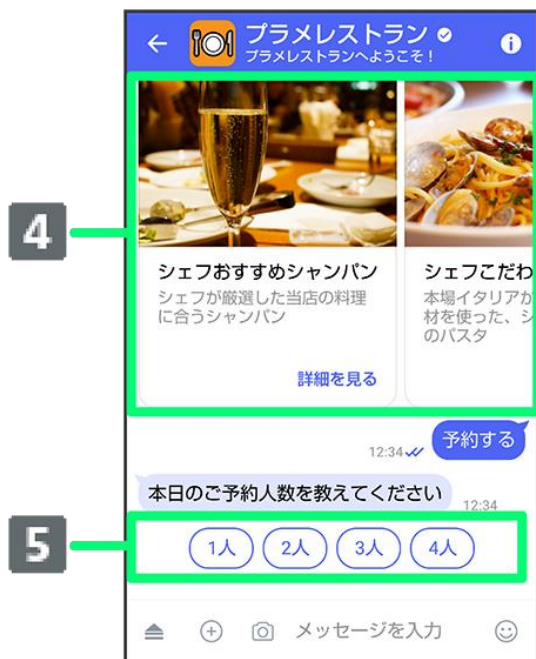 プラメレストラン
プラメレストランへようこそ!
4
シェフおすすめシャンパン
シェフが厳選した当店の料理
に合うシャンパン
詳細を見る
シェフこだわ
本場イタリアか
材を使った、シ
のパスタ
予約する
12:34
本日のご予約人数を教えてください
12:34
5
1人 2人 3人 4人
メッセージを入力